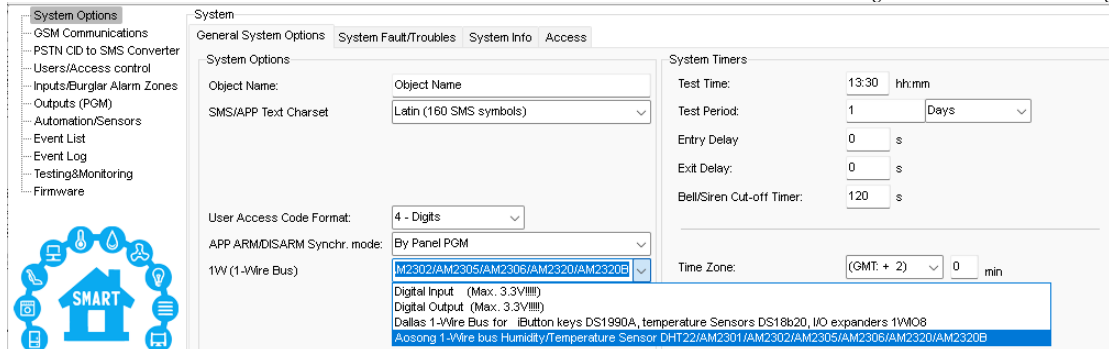 System Options
GSM Communications
PSTN CID to SMS Converter
Users/Access control
Inputs/Burglar Alarm Zones
Outputs (PGM)
Automation/Sensors
Event List
Event Log
Testing&Monitoring
Firmware
SMART
System
General System Options System Fault/Troubles System Info Access
System Options
Object Name: Object Name
SMS/APP Text Charset Latin (160 SMS symbols)
User Access Code Format: 4 - Digits
APP ARM/DISARM Synchr. mode: By Panel PGM
1W (1-Wire Bus) M2302/AM2305/AM2306/AM2320/AM2320B
Digital Input (Max. 3.3V!!!!!)
Digital Output (Max. 3.3V!!!!!)
Dallas 1-Wire Bus for iButton keys DS1990A, temperature Sensors DS18b20, I/O expanders 1WIO8
Aosong 1-Wire bus Humidity/Temperature Sensor DHT22/AM2301/AM2302/AM2305/AM2306/AM2320/AM2320B
System Timers
Test Time: 13:30 hh:mm
Test Period: 1 Days
Entry Delay 0 s
Exit Delay: 0 s
Bell/Siren Cut-off Timer: 120 s
Time Zone: (GMT: + 2) 0 min